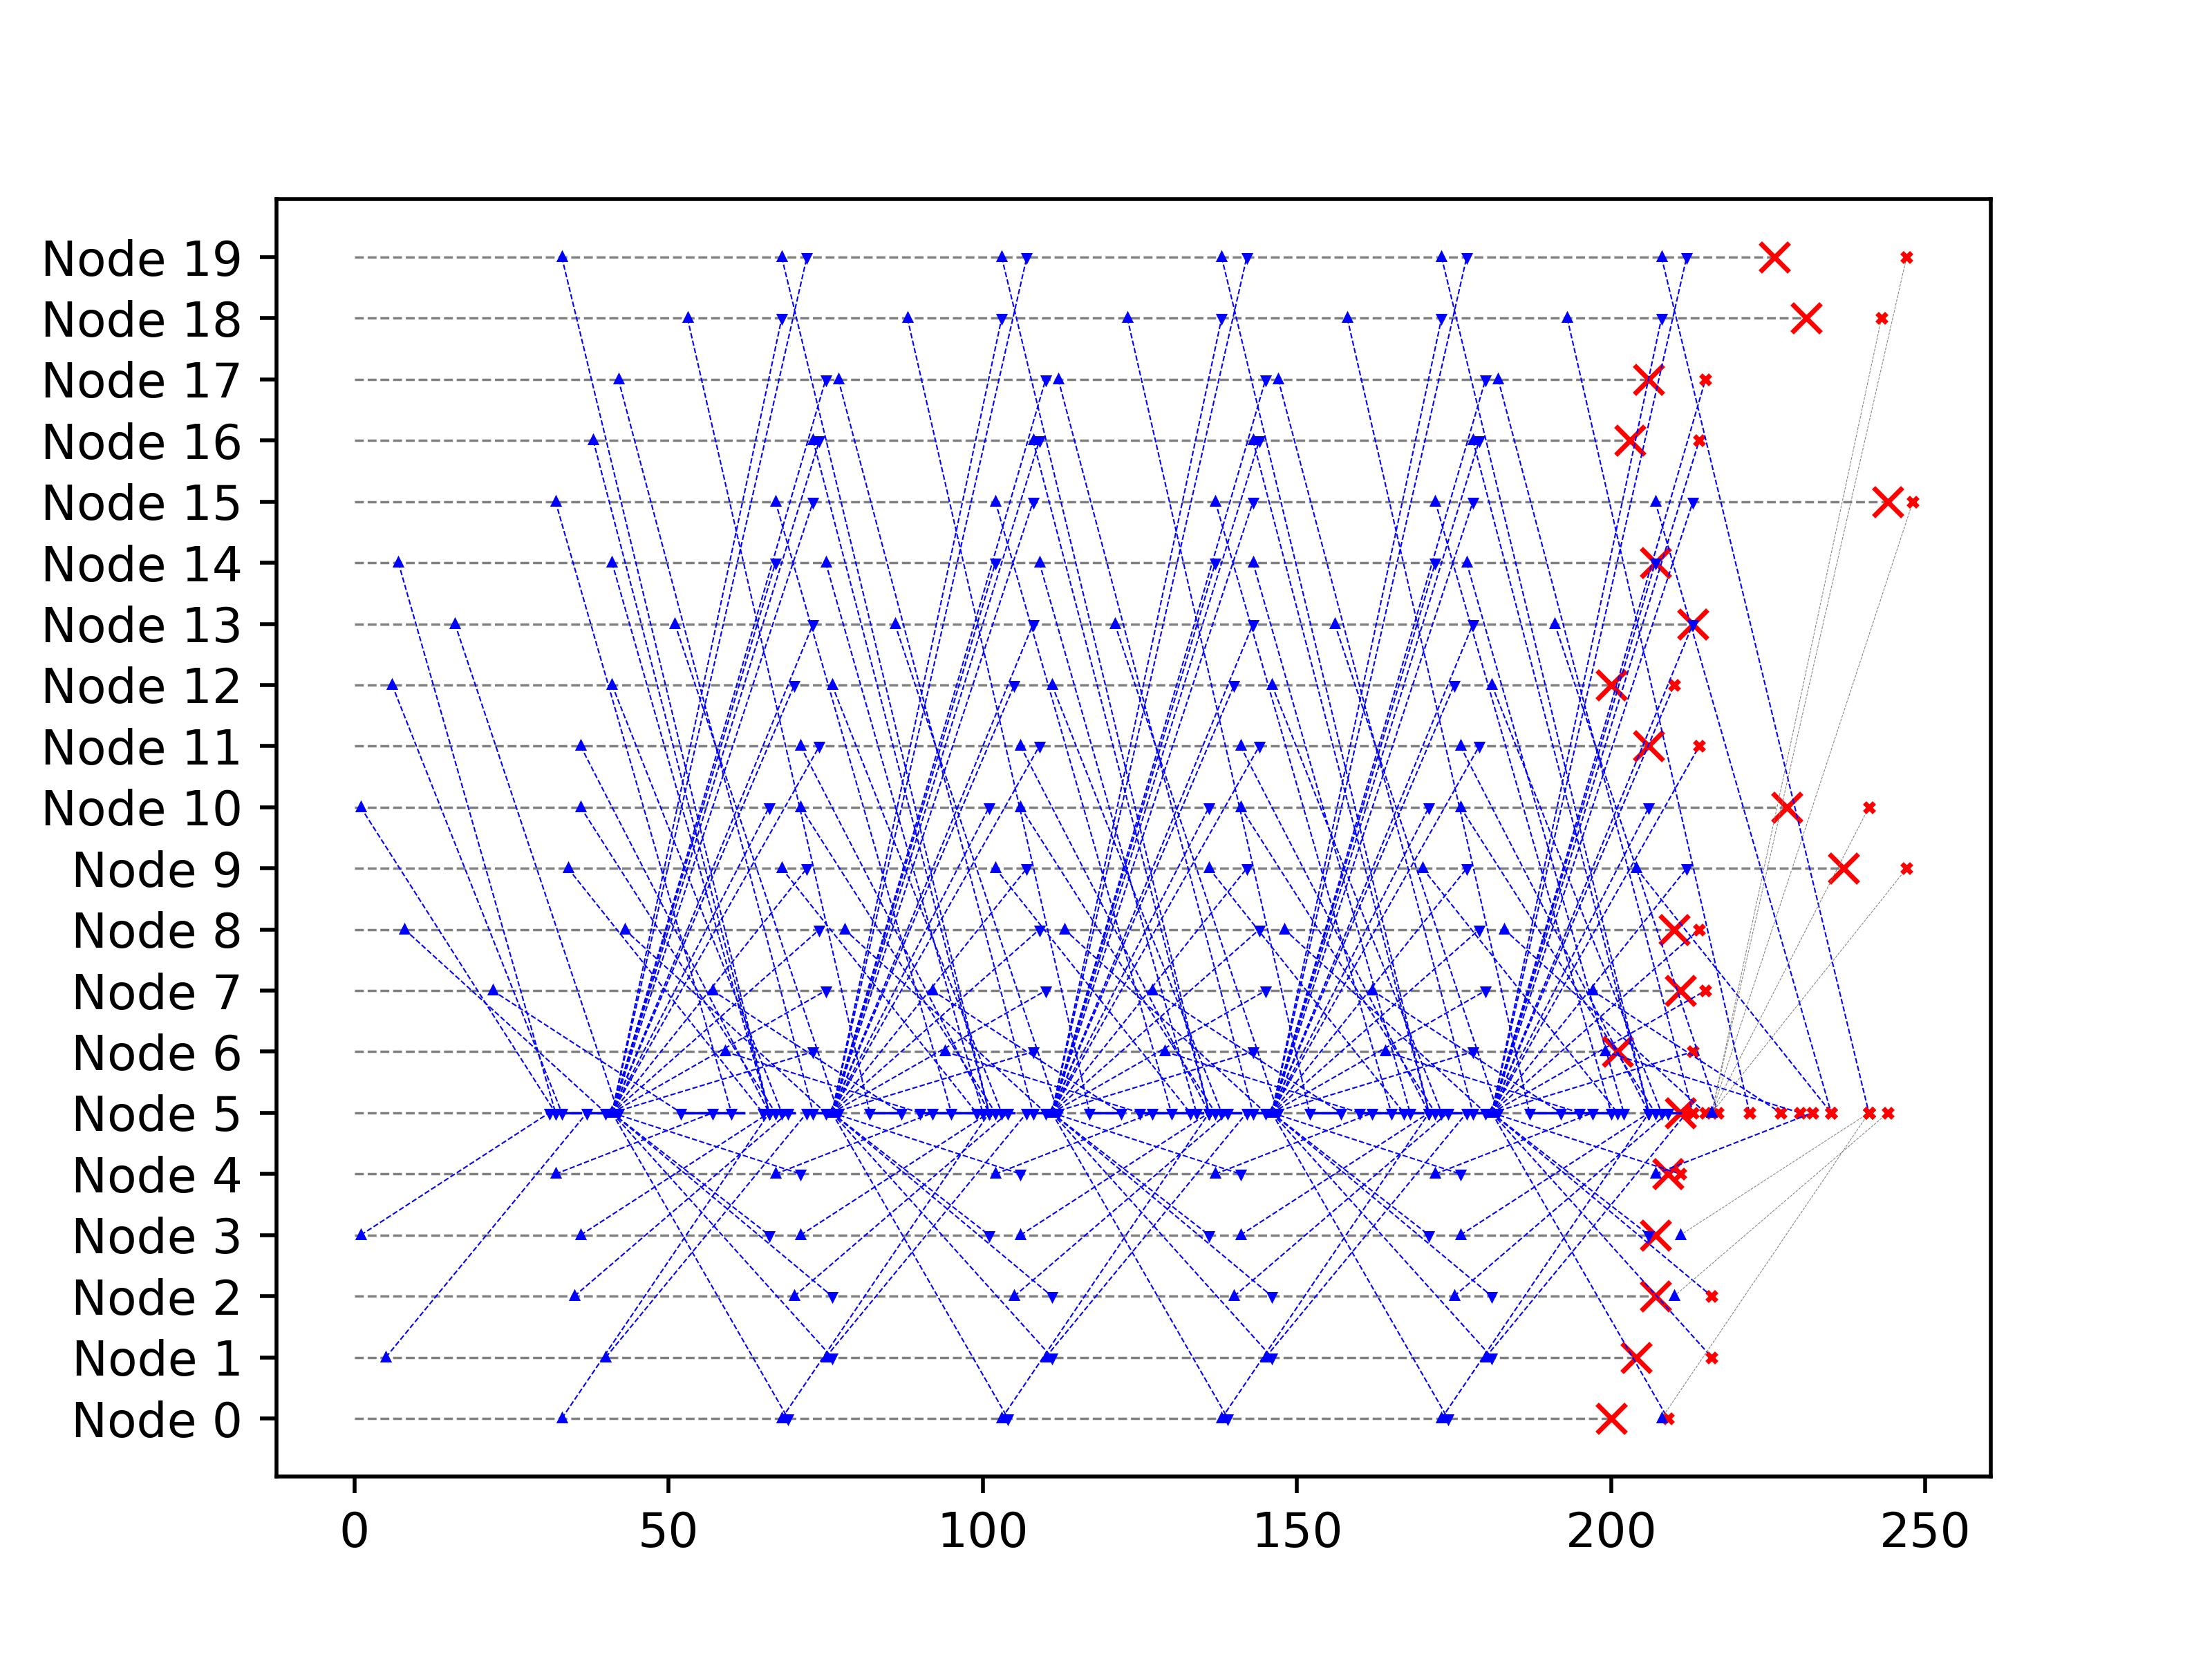 Node 19
Node 18
Node 17
Node 16
Node 15
Node 14
Node 13
Node 12
Node 11
Node 10
Node 9
Node 8
Node 7
Node 6
Node 5
Node 4
Node 3
Node 2
Node 1
Node 0
0 50 100 150 200 250